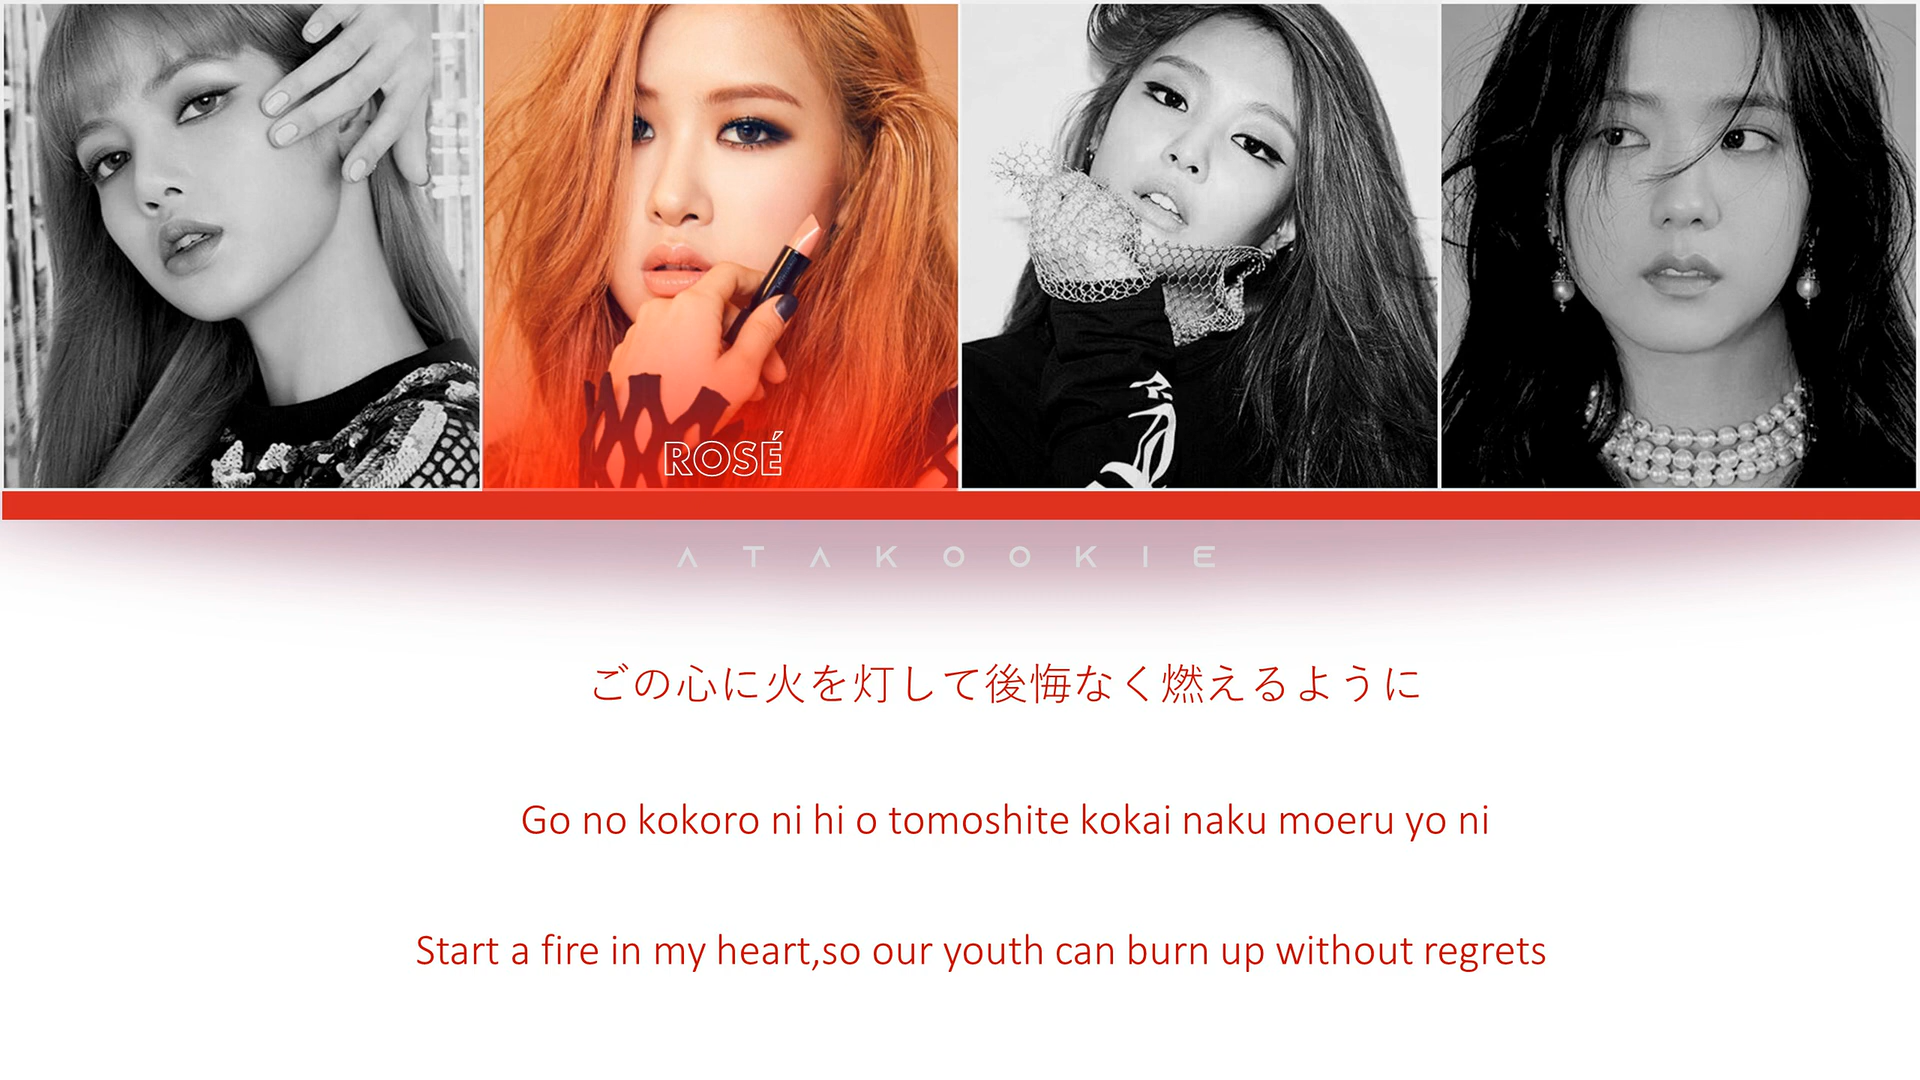 ROSÉ
ATAKOOKIE
ごの心に火を灯して後悔なく燃えるように
Go no kokoro ni hi o tomoshite kokai naku moeru yo ni
Start a fire in my heart,so our youth can burn up without regrets